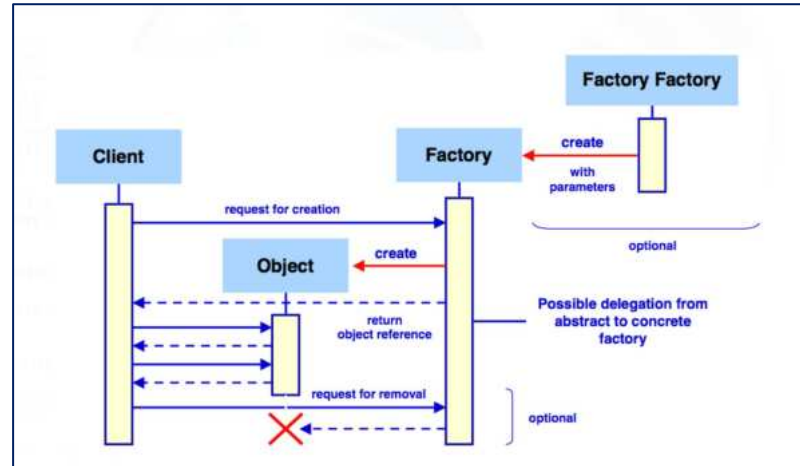 Factory Factory
Client
Factory
create
with
parameters
request for creation
optional
Object
create
return
object reference
Possible delegation from
abstract to concrete
factory
request for removal
optional